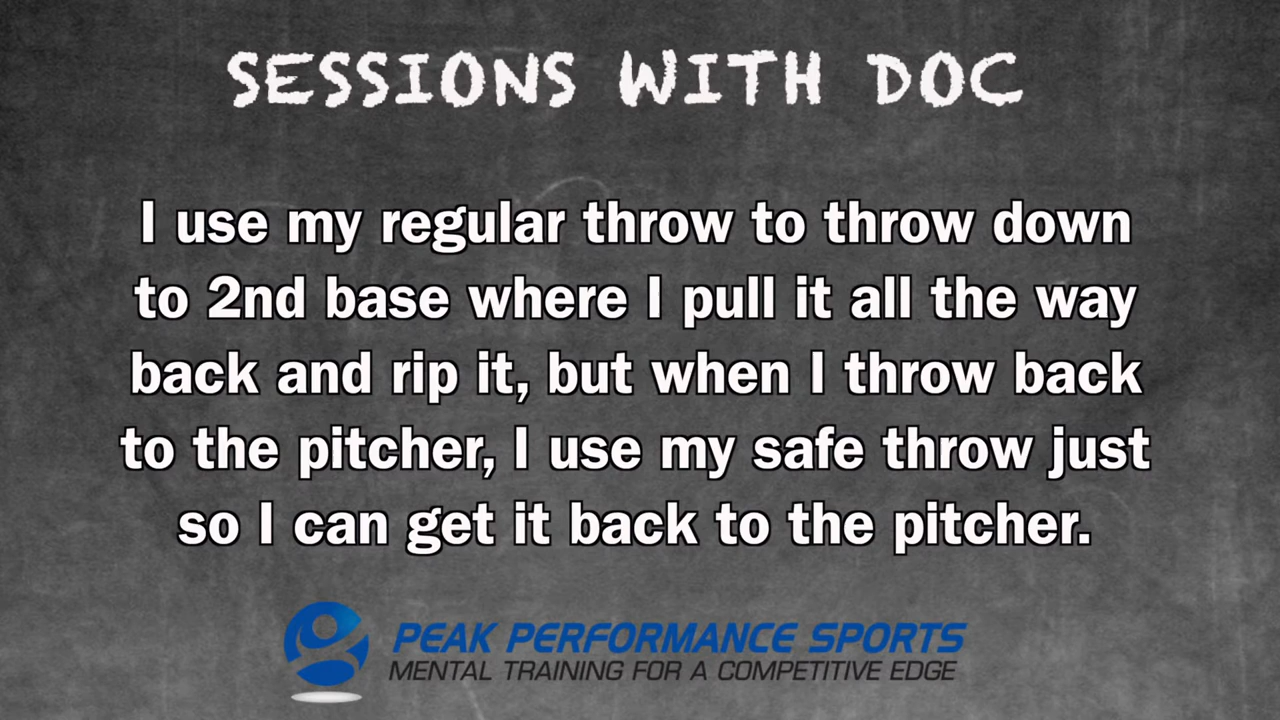 SESSIONS WITH DOC
I use my regular throw to throw down
to 2nd base where I pull it all the way
back and rip it, but when I throw back
to the pitcher, I use my safe throw just
so I can get it back to the pitcher.
PEAK PERFORMANCE SPORTS
MENTAL TRAINING FOR A COMPETITIVE EDGE